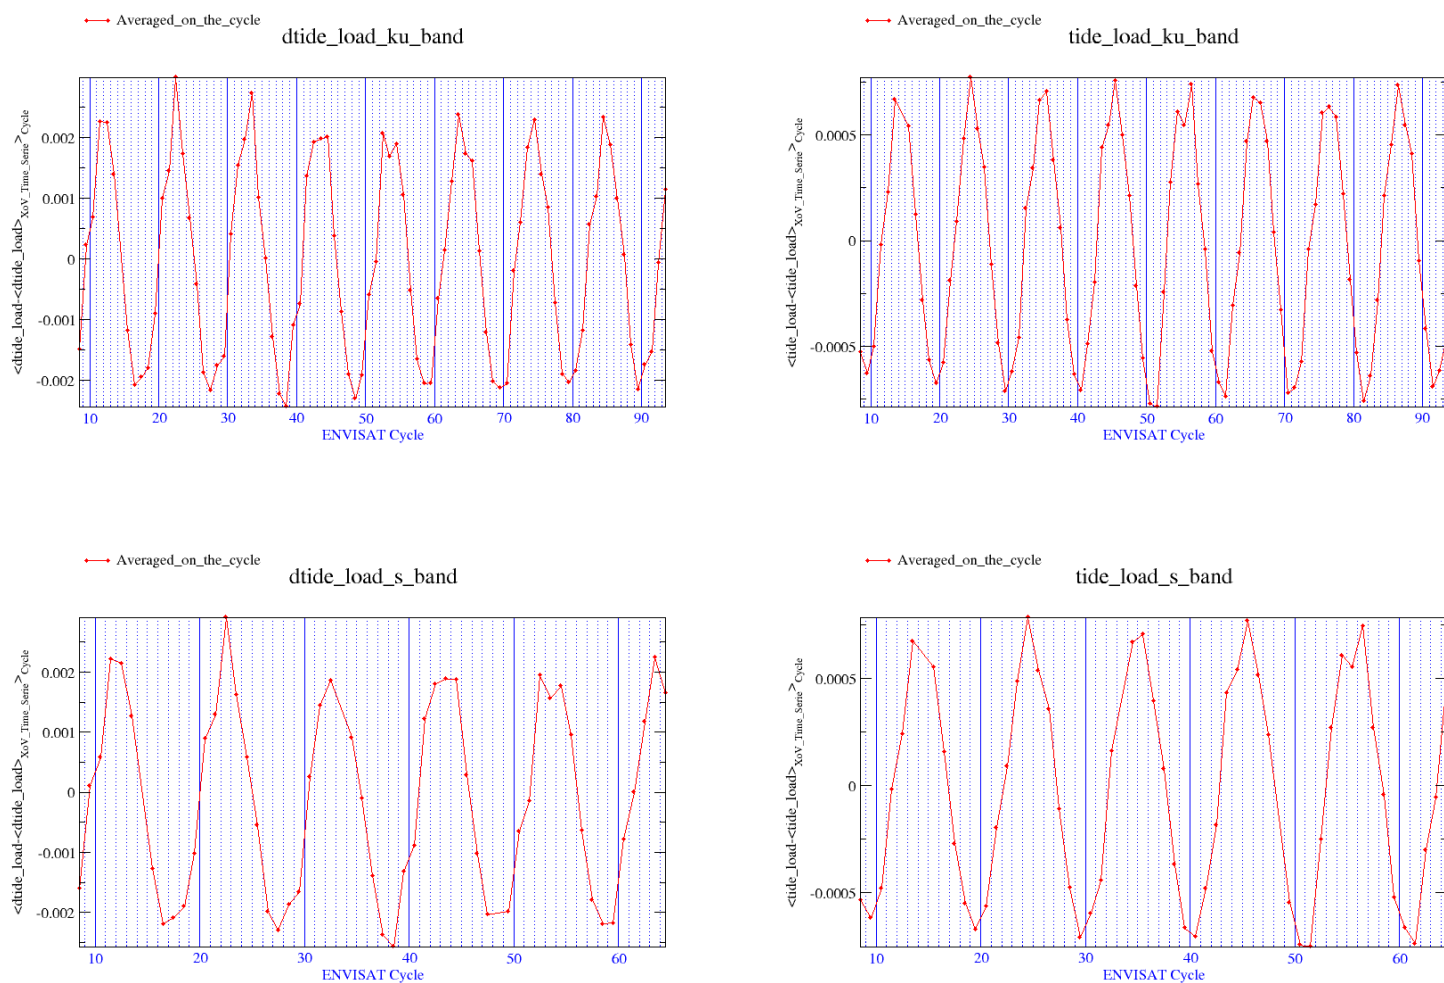 Averaged_on_the_cycle
dtide_load_ku_band
<dtide_load-<dtide_load>XoV_Time_Serie>Cycle
0.002
0.001
0
-0.001
-0.002
10 20 30 40 50 60 70 80 90
ENVISAT Cycle
Averaged_on_the_cycle
tide_load_ku_band
<tide_load-<tide_load>XoV_Time_Serie>Cycle
0.0005
0
-0.0005
10 20 30 40 50 60 70 80 90
ENVISAT Cycle
Averaged_on_the_cycle
dtide_load_s_band
<dtide_load-<dtide_load>XoV_Time_Serie>Cycle
0.002
0.001
0
-0.001
-0.002
10 20 30 40 50 60
ENVISAT Cycle
Averaged_on_the_cycle
tide_load_s_band
<tide_load-<tide_load>XoV_Time_Serie>Cycle
0.0005
0
-0.0005
10 20 30 40 50 60
ENVISAT Cycle